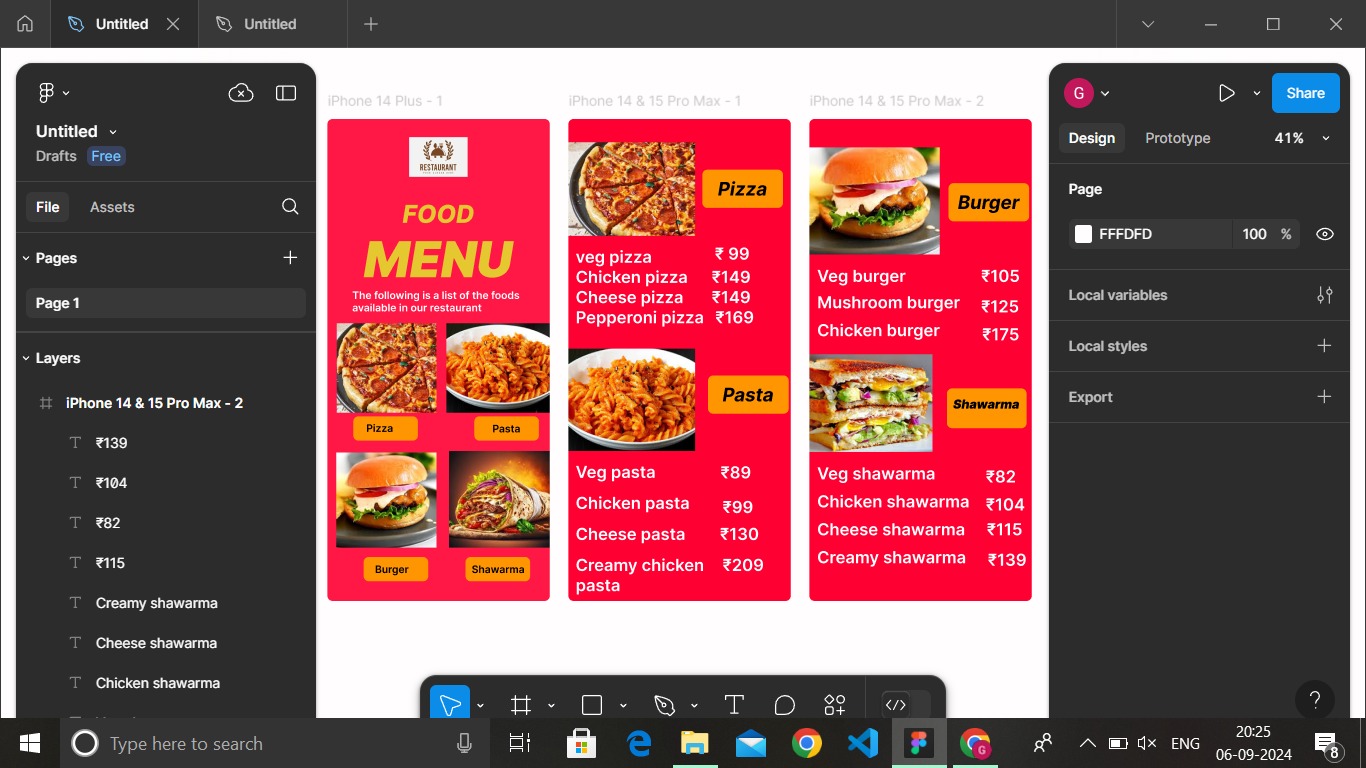 Untitled
Untitled
Untitled
Drafts Free
File Assets
Pages
Page 1
Layers
iPhone 14 & 15 Pro Max - 2
₹139
₹104
₹82
₹115
Creamy shawarma
Cheese shawarma
Chicken shawarma
iPhone 14 Plus - 1
RESTAURANT
FOOD
MENU
The following is a list of the foods
available in our restaurant
Pizza
Pasta
Burger
Shawarma
iPhone 14 & 15 Pro Max - 1
Pizza
veg pizza ₹ 99
Chicken pizza ₹149
Cheese pizza ₹149
Pepperoni pizza ₹169
Pasta
Veg pasta ₹89
Chicken pasta ₹99
Cheese pasta ₹130
Creamy chicken ₹209
pasta
iPhone 14 & 15 Pro Max - 2
Burger
Veg burger ₹105
Mushroom burger ₹125
Chicken burger ₹175
Shawarma
Veg shawarma ₹82
Chicken shawarma ₹104
Cheese shawarma ₹115
Creamy shawarma ₹139
G
Share
Design Prototype 41%
Page
FFFDFD 100 %
Local variables
Local styles
Export
?
Type here to search
G
ENG
20:25
06-09-2024
8